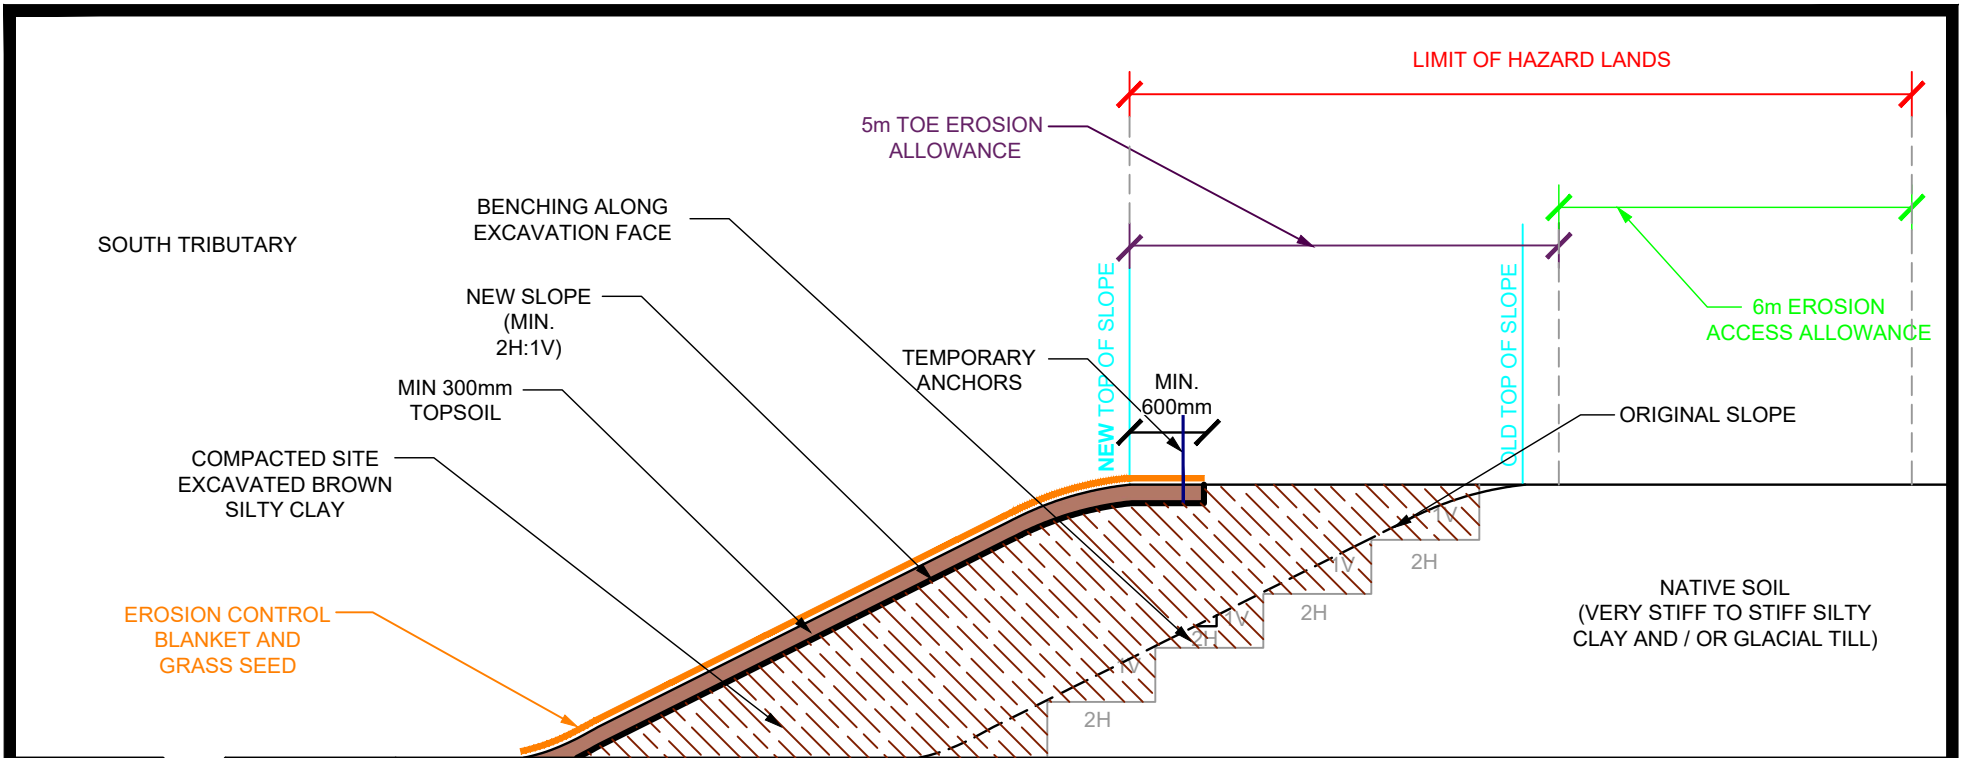 LIMIT OF HAZARD LANDS
5m TOE EROSION
ALLOWANCE
BENCHING ALONG
EXCAVATION FACE
SOUTH TRIBUTARY
NEW SLOPE
(MIN.
2H:1V)
MIN 300mm
TOPSOIL
COMPACTED SITE
EXCAVATED BROWN
SILTY CLAY
EROSION CONTROL
BLANKET AND
GRASS SEED
NEW TOP OF SLOPE
TEMPORARY
ANCHORS
MIN.
600mm
OLD TOP OF SLOPE
6m EROSION
ACCESS ALLOWANCE
ORIGINAL SLOPE
1V
2H
1V
2H
1V
2H
1V
2H
NATIVE SOIL
(VERY STIFF TO STIFF SILTY
CLAY AND / OR GLACIAL TILL)